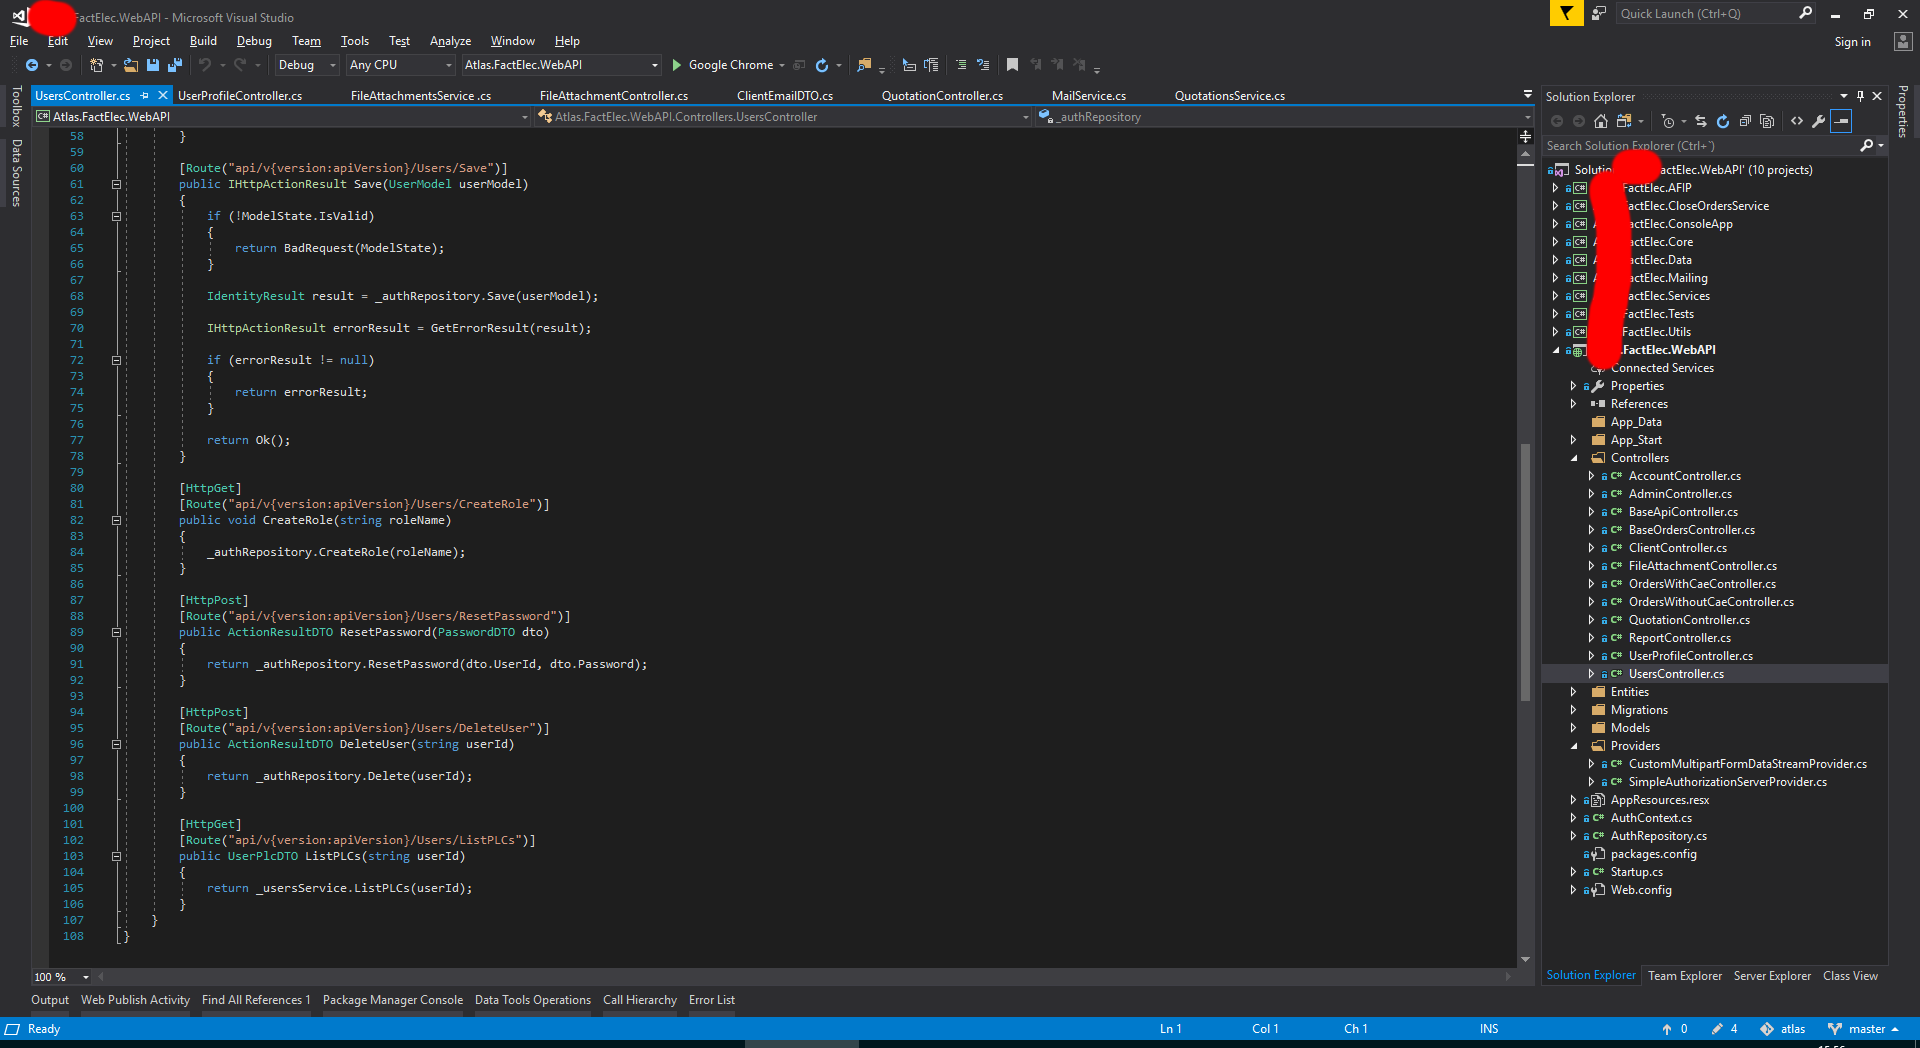 FactElec.WebAPI - Microsoft Visual Studio
Quick Launch (Ctrl+Q)
File Edit View Project Build Debug Team Tools Test Analyze Window Help
Sign in
Debug Any CPU Atlas.FactElec.WebAPI Google Chrome
UsersController.cs UserProfileController.cs FileAttachmentsService .cs FileAttachmentController.cs ClientEmailDTO.cs QuotationController.cs MailService.cs QuotationsService.cs
Atlas.FactElec.WebAPI Atlas.FactElec.WebAPI.Controllers.UsersController _authRepository
Toolbox
Data Sources
58 }
59
60 [Route("api/v{version:apiVersion}/Users/Save")]
61 public IHttpActionResult Save(UserModel userModel)
62 {
63 if (!ModelState.IsValid)
64 {
65 return BadRequest(ModelState);
66 }
67
68 IdentityResult result = _authRepository.Save(userModel);
69
70 IHttpActionResult errorResult = GetErrorResult(result);
71
72 if (errorResult != null)
73 {
74 return errorResult;
75 }
76
77 return Ok();
78 }
79
80 [HttpGet]
81 [Route("api/v{version:apiVersion}/Users/CreateRole")]
82 public void CreateRole(string roleName)
83 {
84 _authRepository.CreateRole(roleName);
85 }
86
87 [HttpPost]
88 [Route("api/v{version:apiVersion}/Users/ResetPassword")]
89 public ActionResultDTO ResetPassword(PasswordDTO dto)
90 {
91 return _authRepository.ResetPassword(dto.UserId, dto.Password);
92 }
93
94 [HttpPost]
95 [Route("api/v{version:apiVersion}/Users/DeleteUser")]
96 public ActionResultDTO DeleteUser(string userId)
97 {
98 return _authRepository.Delete(userId);
99 }
100
101 [HttpGet]
102 [Route("api/v{version:apiVersion}/Users/ListPLCs")]
103 public UserPlcDTO ListPLCs(string userId)
104 {
105 return _usersService.ListPLCs(userId);
106 }
107 }
108 }
100 %
Solution Explorer
Properties
Search Solution Explorer (Ctrl+´)
Solution actElec.WebAPI' (10 projects)
FactElec.AFIP
FactElec.CloseOrdersService
A actElec.ConsoleApp
A actElec.Core
A actElec.Data
A actElec.Mailing
A actElec.Services
FactElec.Tests
FactElec.Utils
.FactElec.WebAPI
Connected Services
Properties
References
App_Data
App_Start
Controllers
C# AccountController.cs
C# AdminController.cs
C# BaseApiController.cs
C# BaseOrdersController.cs
C# ClientController.cs
C# FileAttachmentController.cs
C# OrdersWithCaeController.cs
C# OrdersWithoutCaeController.cs
C# QuotationController.cs
C# ReportController.cs
C# UserProfileController.cs
C# UsersController.cs
Entities
Migrations
Models
Providers
C# CustomMultipartFormDataStreamProvider.cs
C# SimpleAuthorizationServerProvider.cs
AppResources.resx
C# AuthContext.cs
C# AuthRepository.cs
packages.config
C# Startup.cs
Web.config
Solution Explorer Team Explorer Server Explorer Class View
Output Web Publish Activity Find All References 1 Package Manager Console Data Tools Operations Call Hierarchy Error List
Ready Ln 1 Col 1 Ch 1 INS 0 4 atlas master